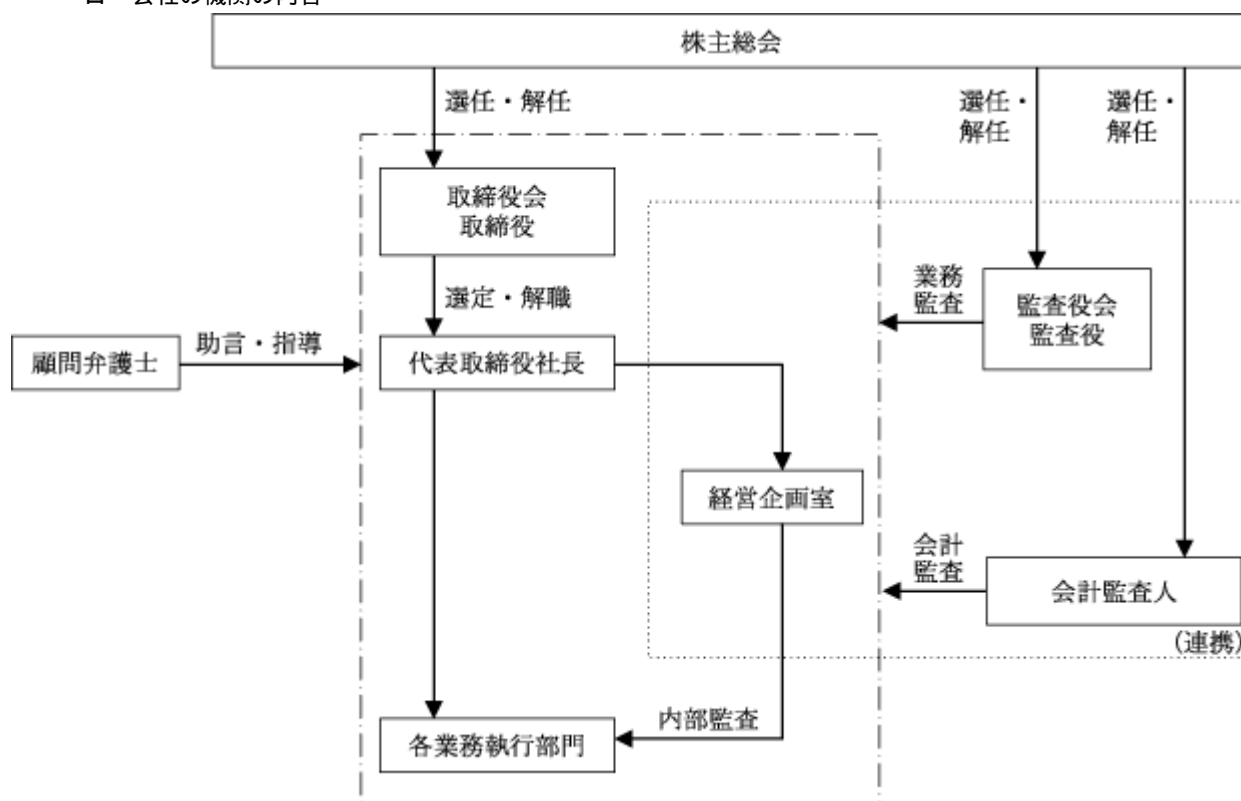 株主総会
選任・解任
選任・
解任
選任・
解任
取締役会
取締役
選定・解職
業務
監査
監査役会
監査役
顧問弁護士
助言・指導
代表取締役社長
経営企画室
会計
監査
会計監査人
(連携)
内部監査
各業務執行部門